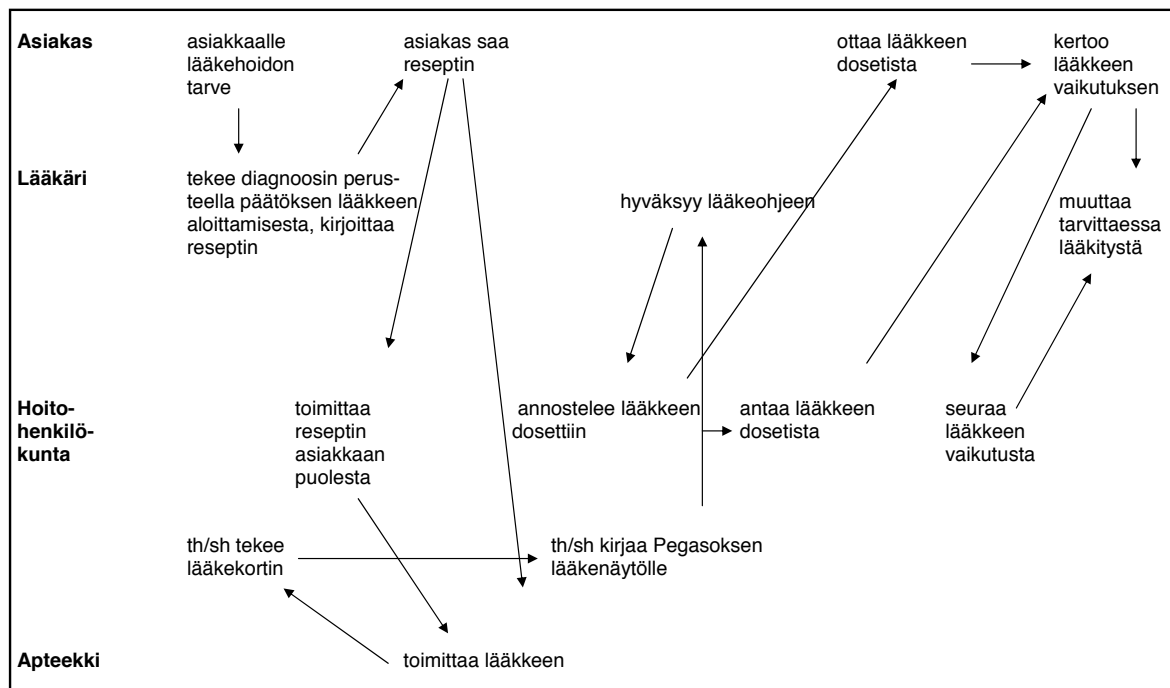 Asiakas
asiakkaalle
lääkehoidon
tarve
asiakas saa
reseptin
ottaa lääkkeen
dosetista
kertoo
lääkkeen
vaikutuksen
Lääkäri
tekee diagnoosin perus-
teella päätöksen lääkkeen
aloittamisesta, kirjoittaa
reseptin
hyväksyy lääkeohjeen
muuttaa
tarvittaessa
lääkitystä
Hoito-
henkilö-
kunta
toimittaa
reseptin
asiakkaan
puolesta
annostelee lääkkeen
dosettiin
antaa lääkkeen
dosetista
seuraa
lääkkeen
vaikutusta
th/sh tekee
lääkekortin
th/sh kirjaa Pegasoksen
lääkenäytölle
Apteekki
toimittaa lääkkeen